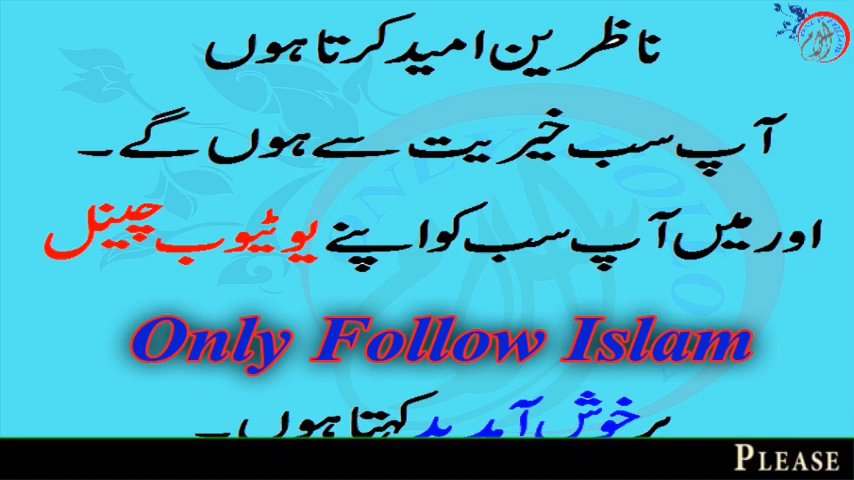 ناظرین امید کرتا ہوں
آپ سب خیریت سے ہوں گے۔
اور میں آپ سب کو اپنے یوٹیوب چینل
Only Follow Islam
پر خوش آمدید کہتا ہوں۔
PLEASE